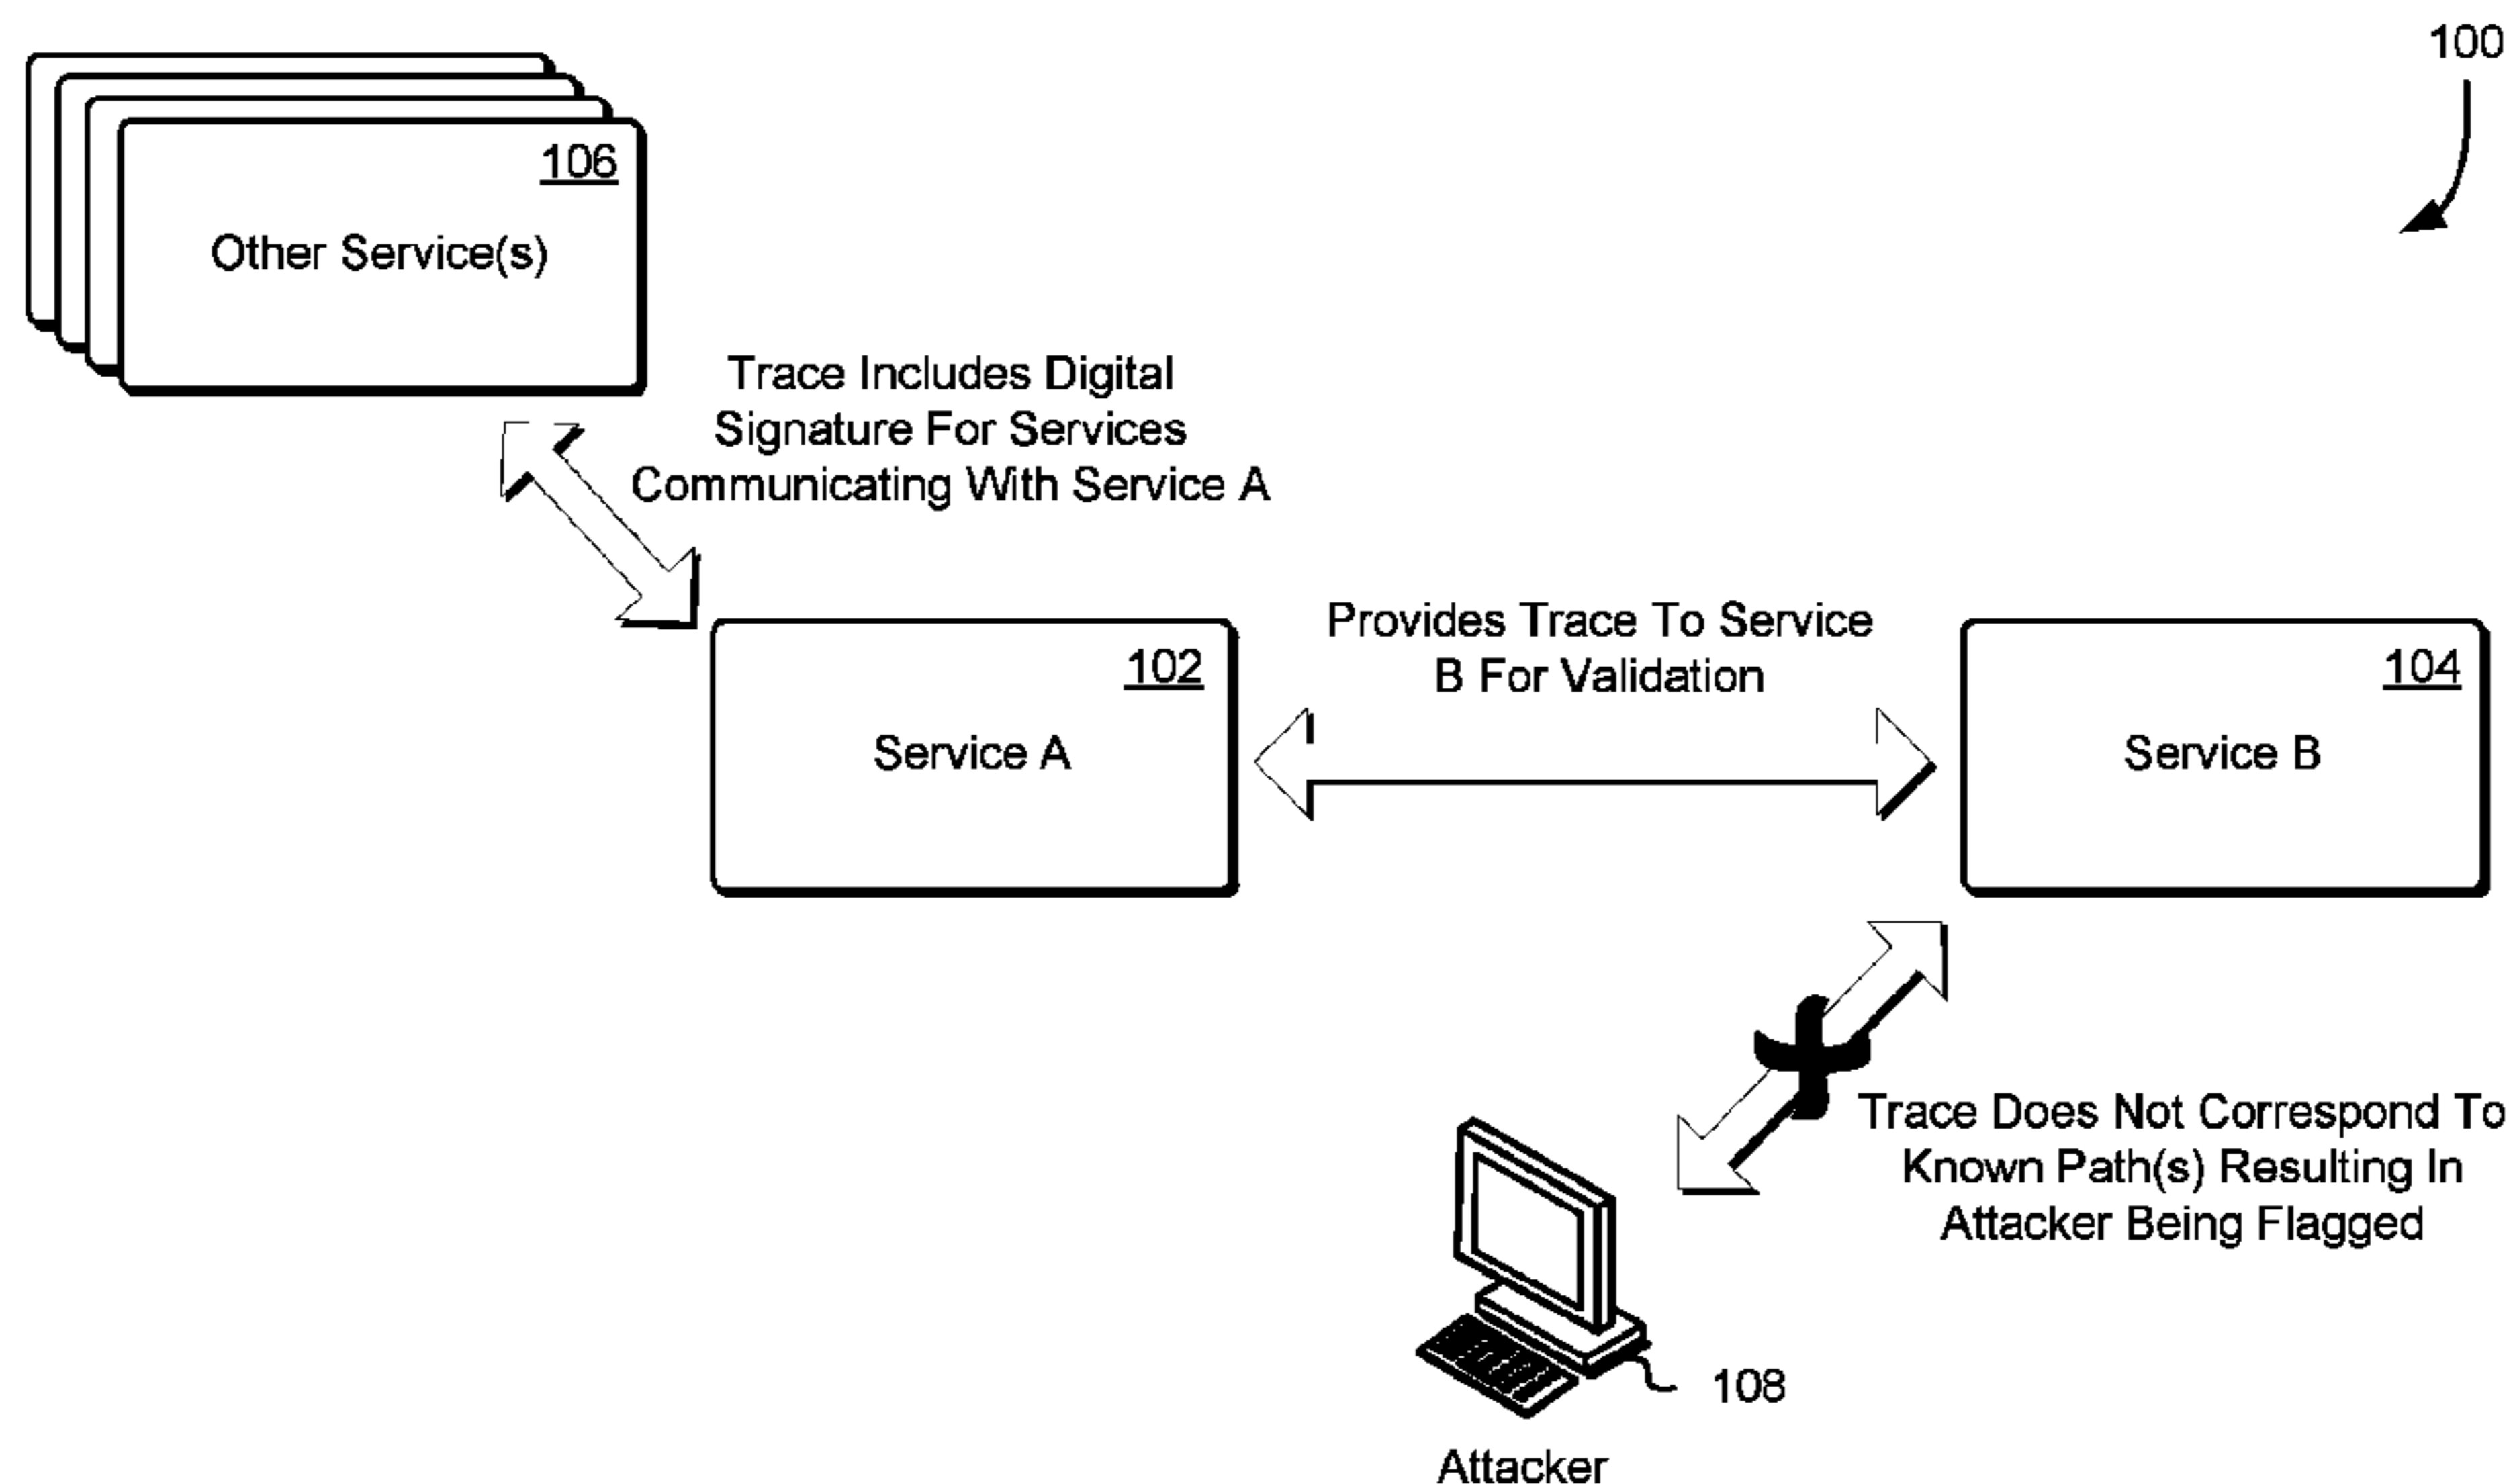 100
106
Other Service(s)
Trace Includes Digital
Signature For Services
Communicating With Service A
Provides Trace To Service
B For Validation
102
Service A
104
Service B
Trace Does Not Correspond To
Known Path(s) Resulting In
Attacker Being Flagged
108
Attacker